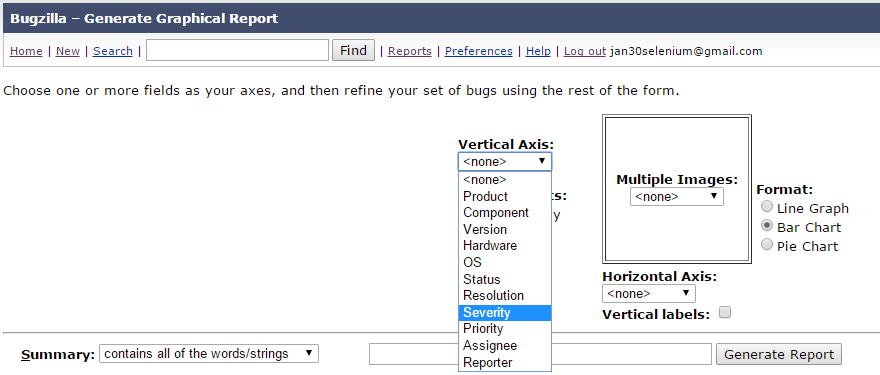 Bugzilla – Generate Graphical Report
Home | New | Search | Find | Reports | Preferences | Help | Log out jan30selenium@gmail.com
Choose one or more fields as your axes, and then refine your set of bugs using the rest of the form.
Vertical Axis:
<none>
<none>
Product
Component
Version
Hardware
OS
Status
Resolution
Severity
Priority
Assignee
Reporter
ts:
y
Multiple Images:
<none>
Format:
Line Graph
Bar Chart
Pie Chart
Horizontal Axis:
<none>
Vertical labels:
Summary: contains all of the words/strings Generate Report